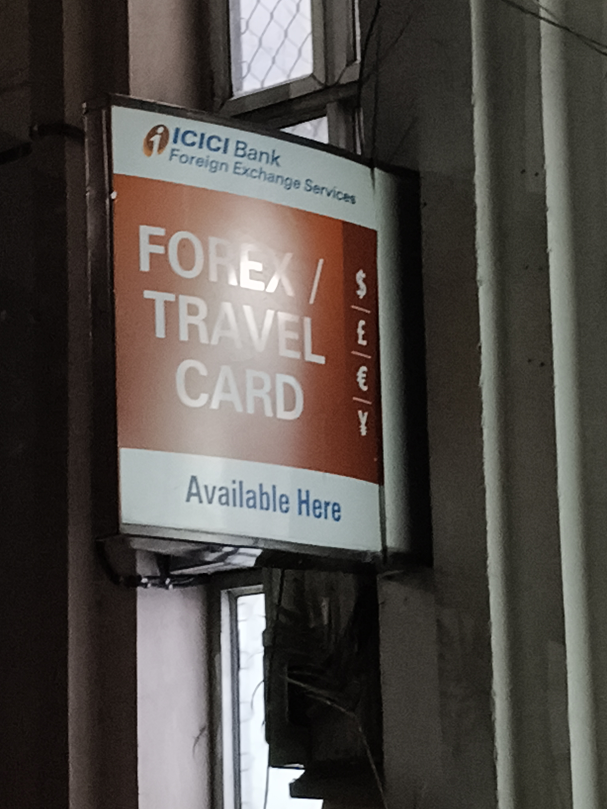 ICICI Bank
Foreign Exchange Services
FOREX /
TRAVEL
CARD
$
£
€
¥
Available Here